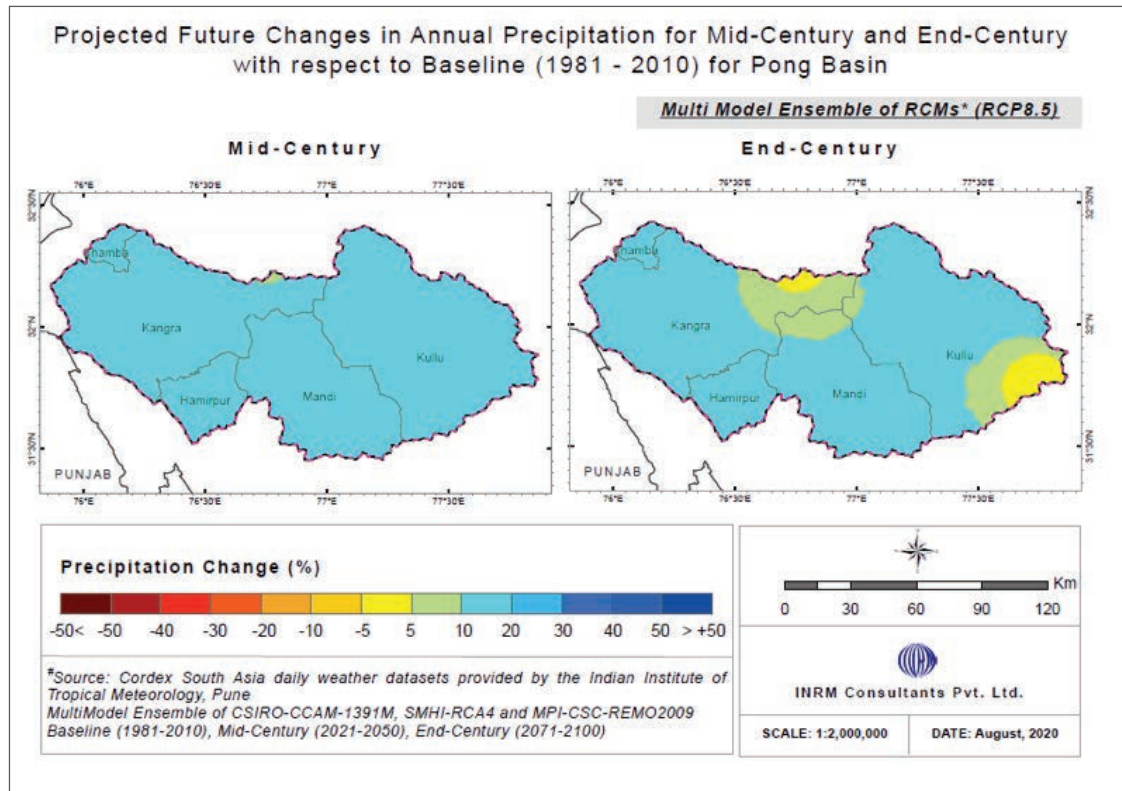 Projected Future Changes in Annual Precipitation for Mid-Century and End-Century
with respect to Baseline (1981 - 2010) for Pong Basin
Multi Model Ensemble of RCMs* (RCP8.5)
Mid-Century
76°E 76°30'E 77°E 77°30'E
32°30'N
32°N
31°30'N
Chamba
Kangra
Kullu
Hamirpur
Mandi
PUNJAB
76°E 76°30'E 77°E 77°30'E
End-Century
76°E 76°30'E 77°E 77°30'E
32°30'N
32°N
31°30'N
Chamba
Kangra
Kullu
Hamirpur
Mandi
PUNJAB
76°E 76°30'E 77°E 77°30'E
Precipitation Change (%)
-50< -50 -40 -30 -20 -10 -5 5 10 20 30 40 50 > +50
#Source: Cordex South Asia daily weather datasets provided by the Indian Institute of
Tropical Meteorology, Pune
MultiModel Ensemble of CSIRO-CCAM-1391M, SMHI-RCA4 and MPI-CSC-REMO2009
Baseline (1981-2010), Mid-Century (2021-2050), End-Century (2071-2100)
Km
0 30 60 90 120
INRM Consultants Pvt. Ltd.
SCALE: 1:2,000,000
DATE: August, 2020